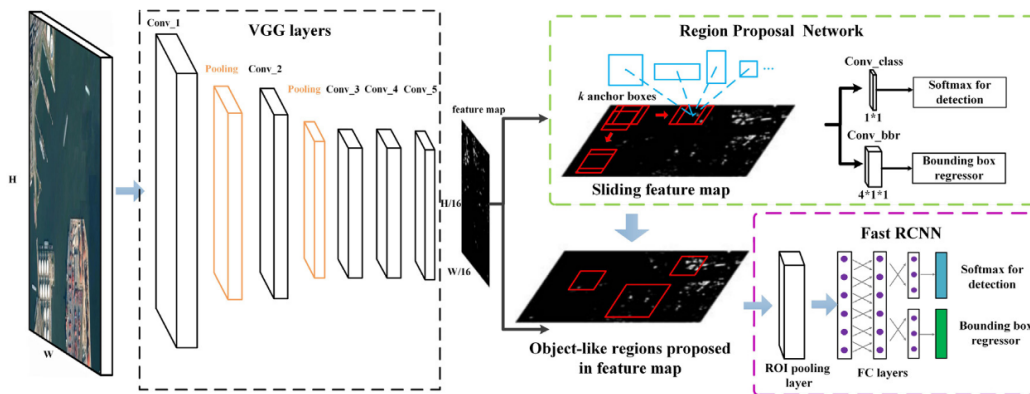 VGG layers
Conv_1
Pooling
Conv_2
Pooling
Conv_3
Conv_4
Conv_5
H
W
feature map
H/16
W/16
Region Proposal Network
k anchor boxes
...
Sliding feature map
Conv_class
1*1
Softmax for
detection
Conv_bbr
4*1*1
Bounding box
regressor
Object-like regions proposed
in feature map
Fast RCNN
ROI pooling
layer
FC layers
Softmax for
detection
Bounding box
regressor